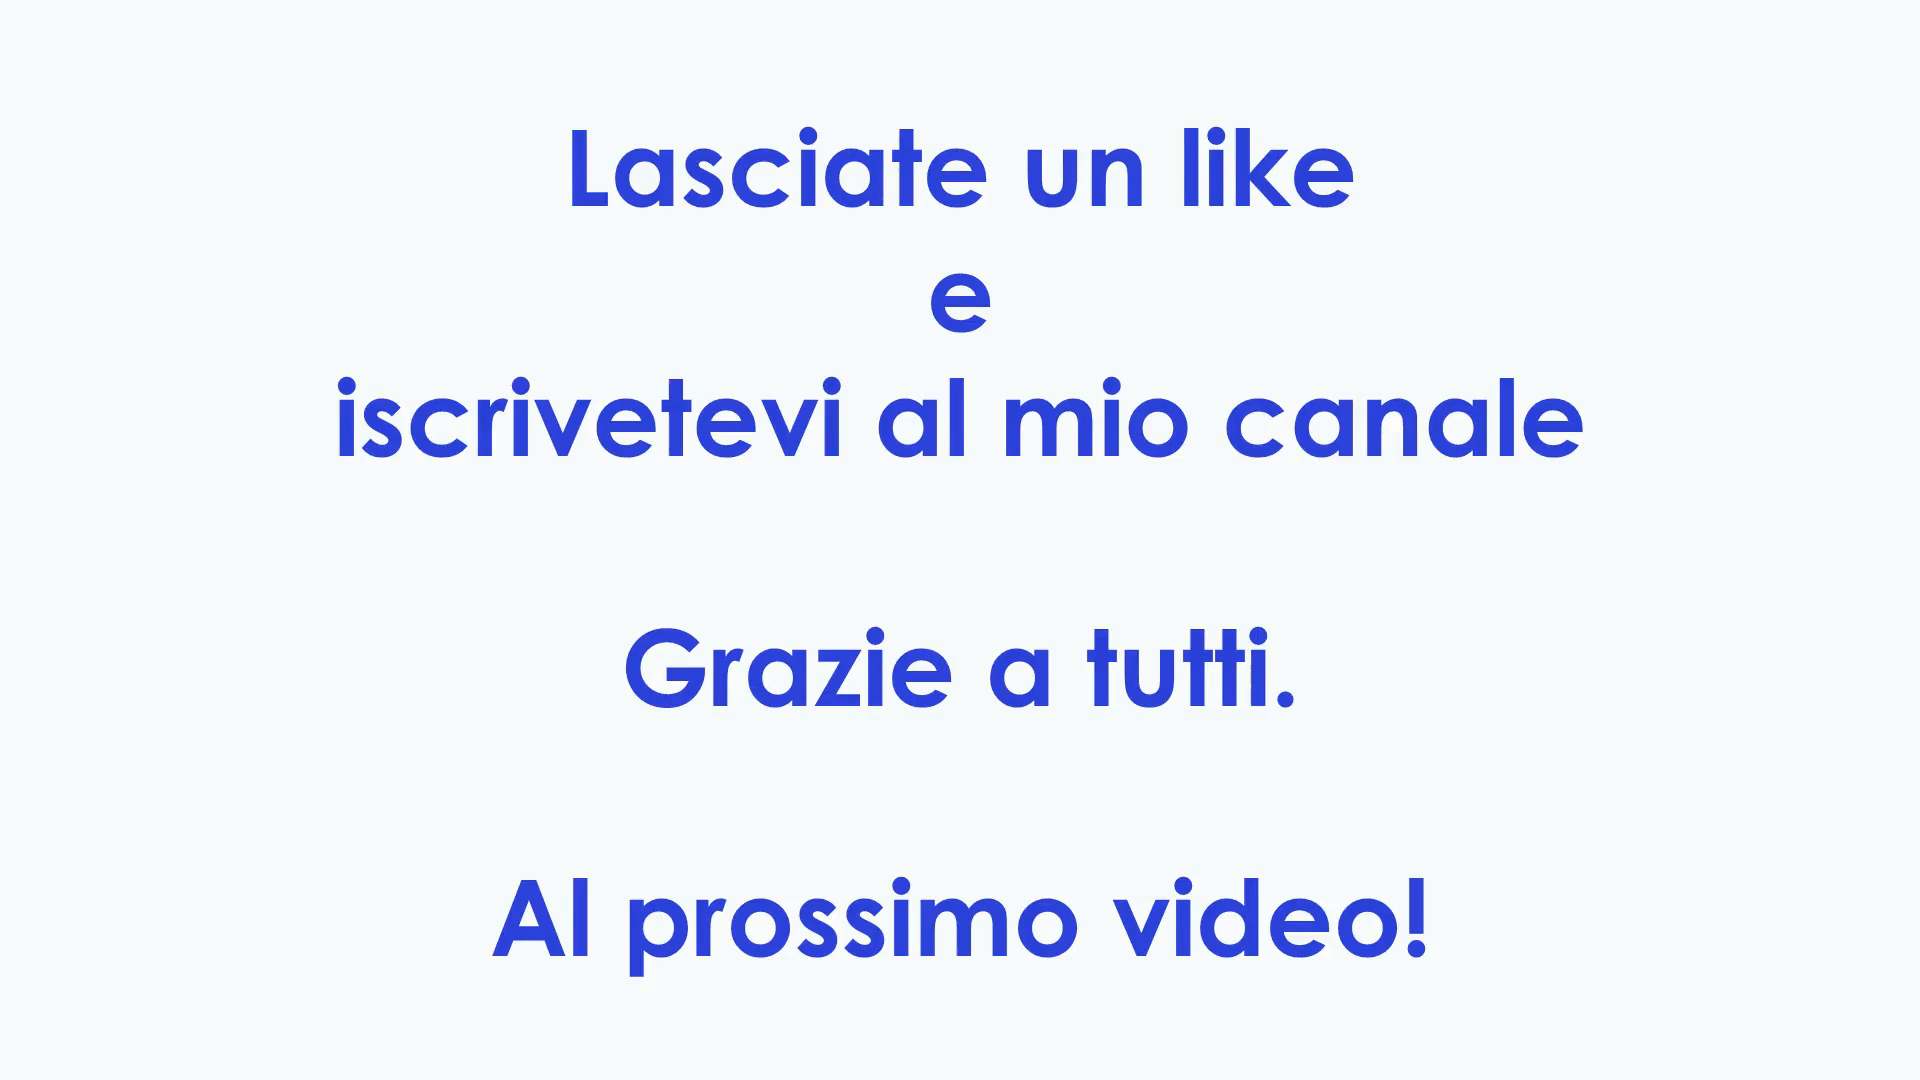 Lasciate un like
e
iscrivetevi al mio canale
Grazie a tutti.
Al prossimo video!